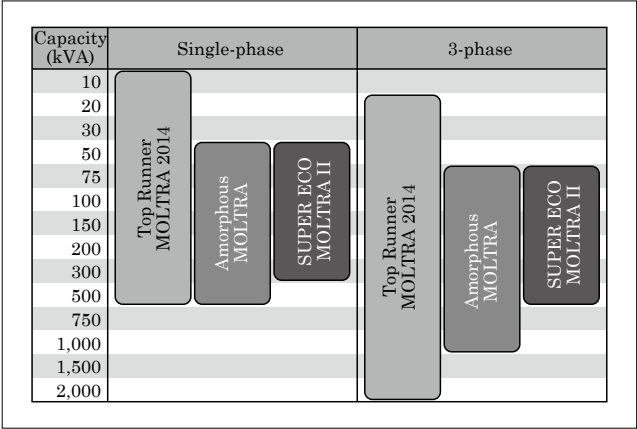 Capacity
(kVA)
Single-phase
3-phase
10
20
30
50
75
100
150
200
300
500
750
1,000
1,500
2,000
Top Runner
MOLTRA 2014
Amorphous
MOLTRA
SUPER ECO
MOLTRA II
Top Runner
MOLTRA 2014
Amorphous
MOLTRA
SUPER ECO
MOLTRA II